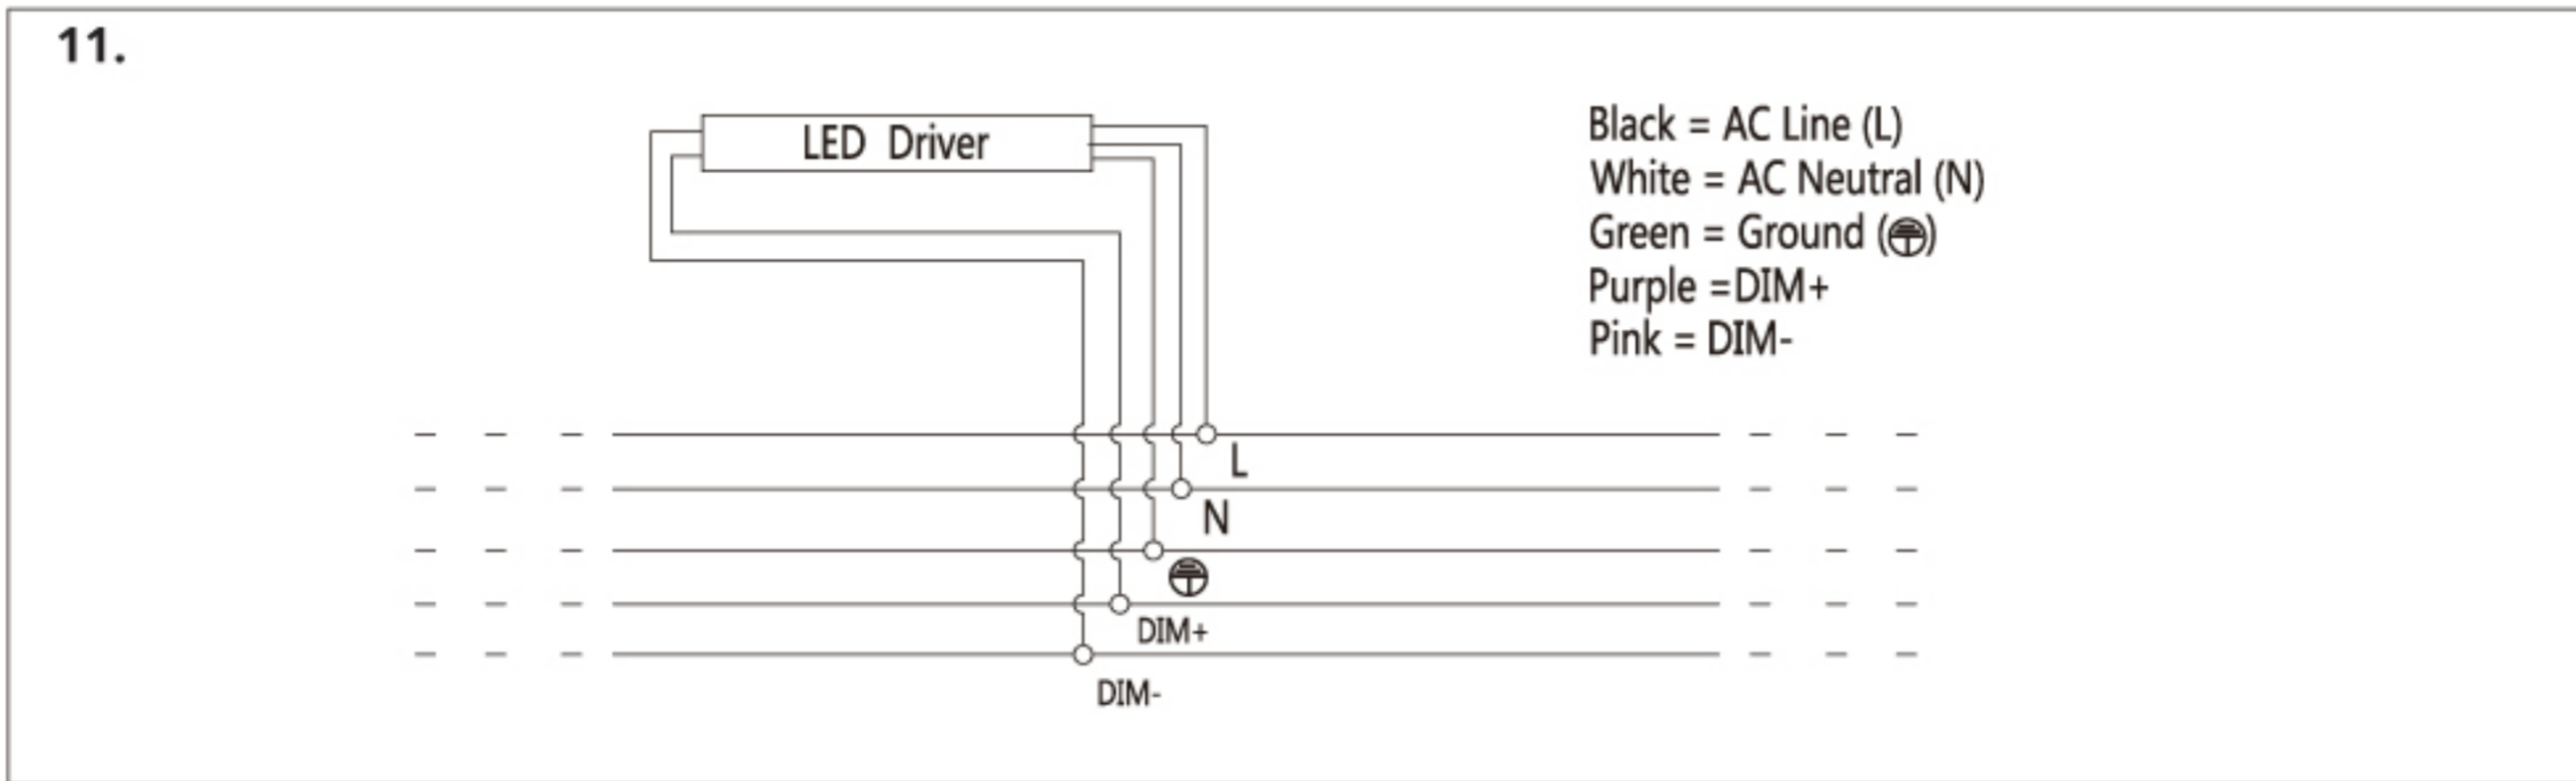 11.
LED Driver
Black = AC Line (L)
White = AC Neutral (N)
Green = Ground (⏚)
Purple =DIM+
Pink = DIM-
L
N
DIM+
DIM-